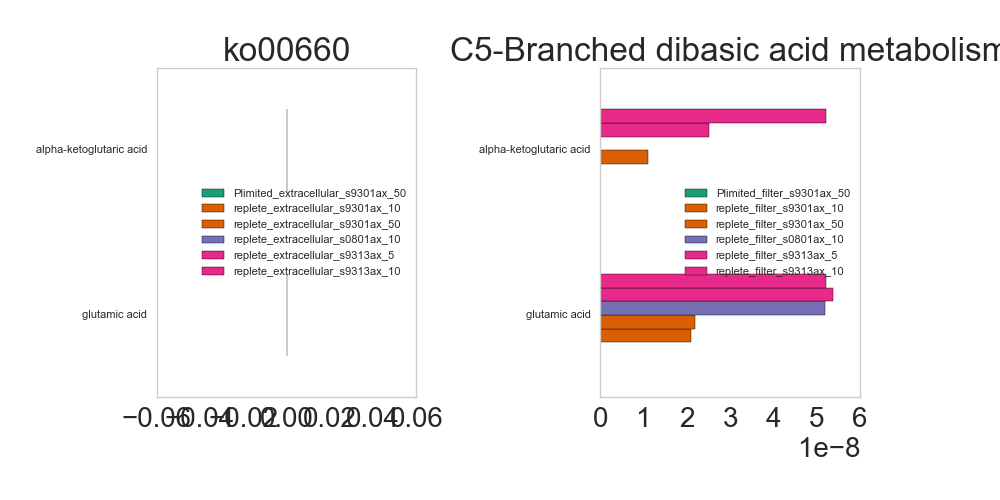 ko00660
C5-Branched dibasic acid metabolism
alpha-ketoglutaric acid
glutamic acid
Plimited_extracellular_s9301ax_50
replete_extracellular_s9301ax_10
replete_extracellular_s9301ax_50
replete_extracellular_s0801ax_10
replete_extracellular_s9313ax_5
replete_extracellular_s9313ax_10
−0.06 −0.04 −0.02 0.00 0.02 0.04 0.06
alpha-ketoglutaric acid
glutamic acid
Plimited_filter_s9301ax_50
replete_filter_s9301ax_10
replete_filter_s9301ax_50
replete_filter_s0801ax_10
replete_filter_s9313ax_5
replete_filter_s9313ax_10
0 1 2 3 4 5 6
1e−8